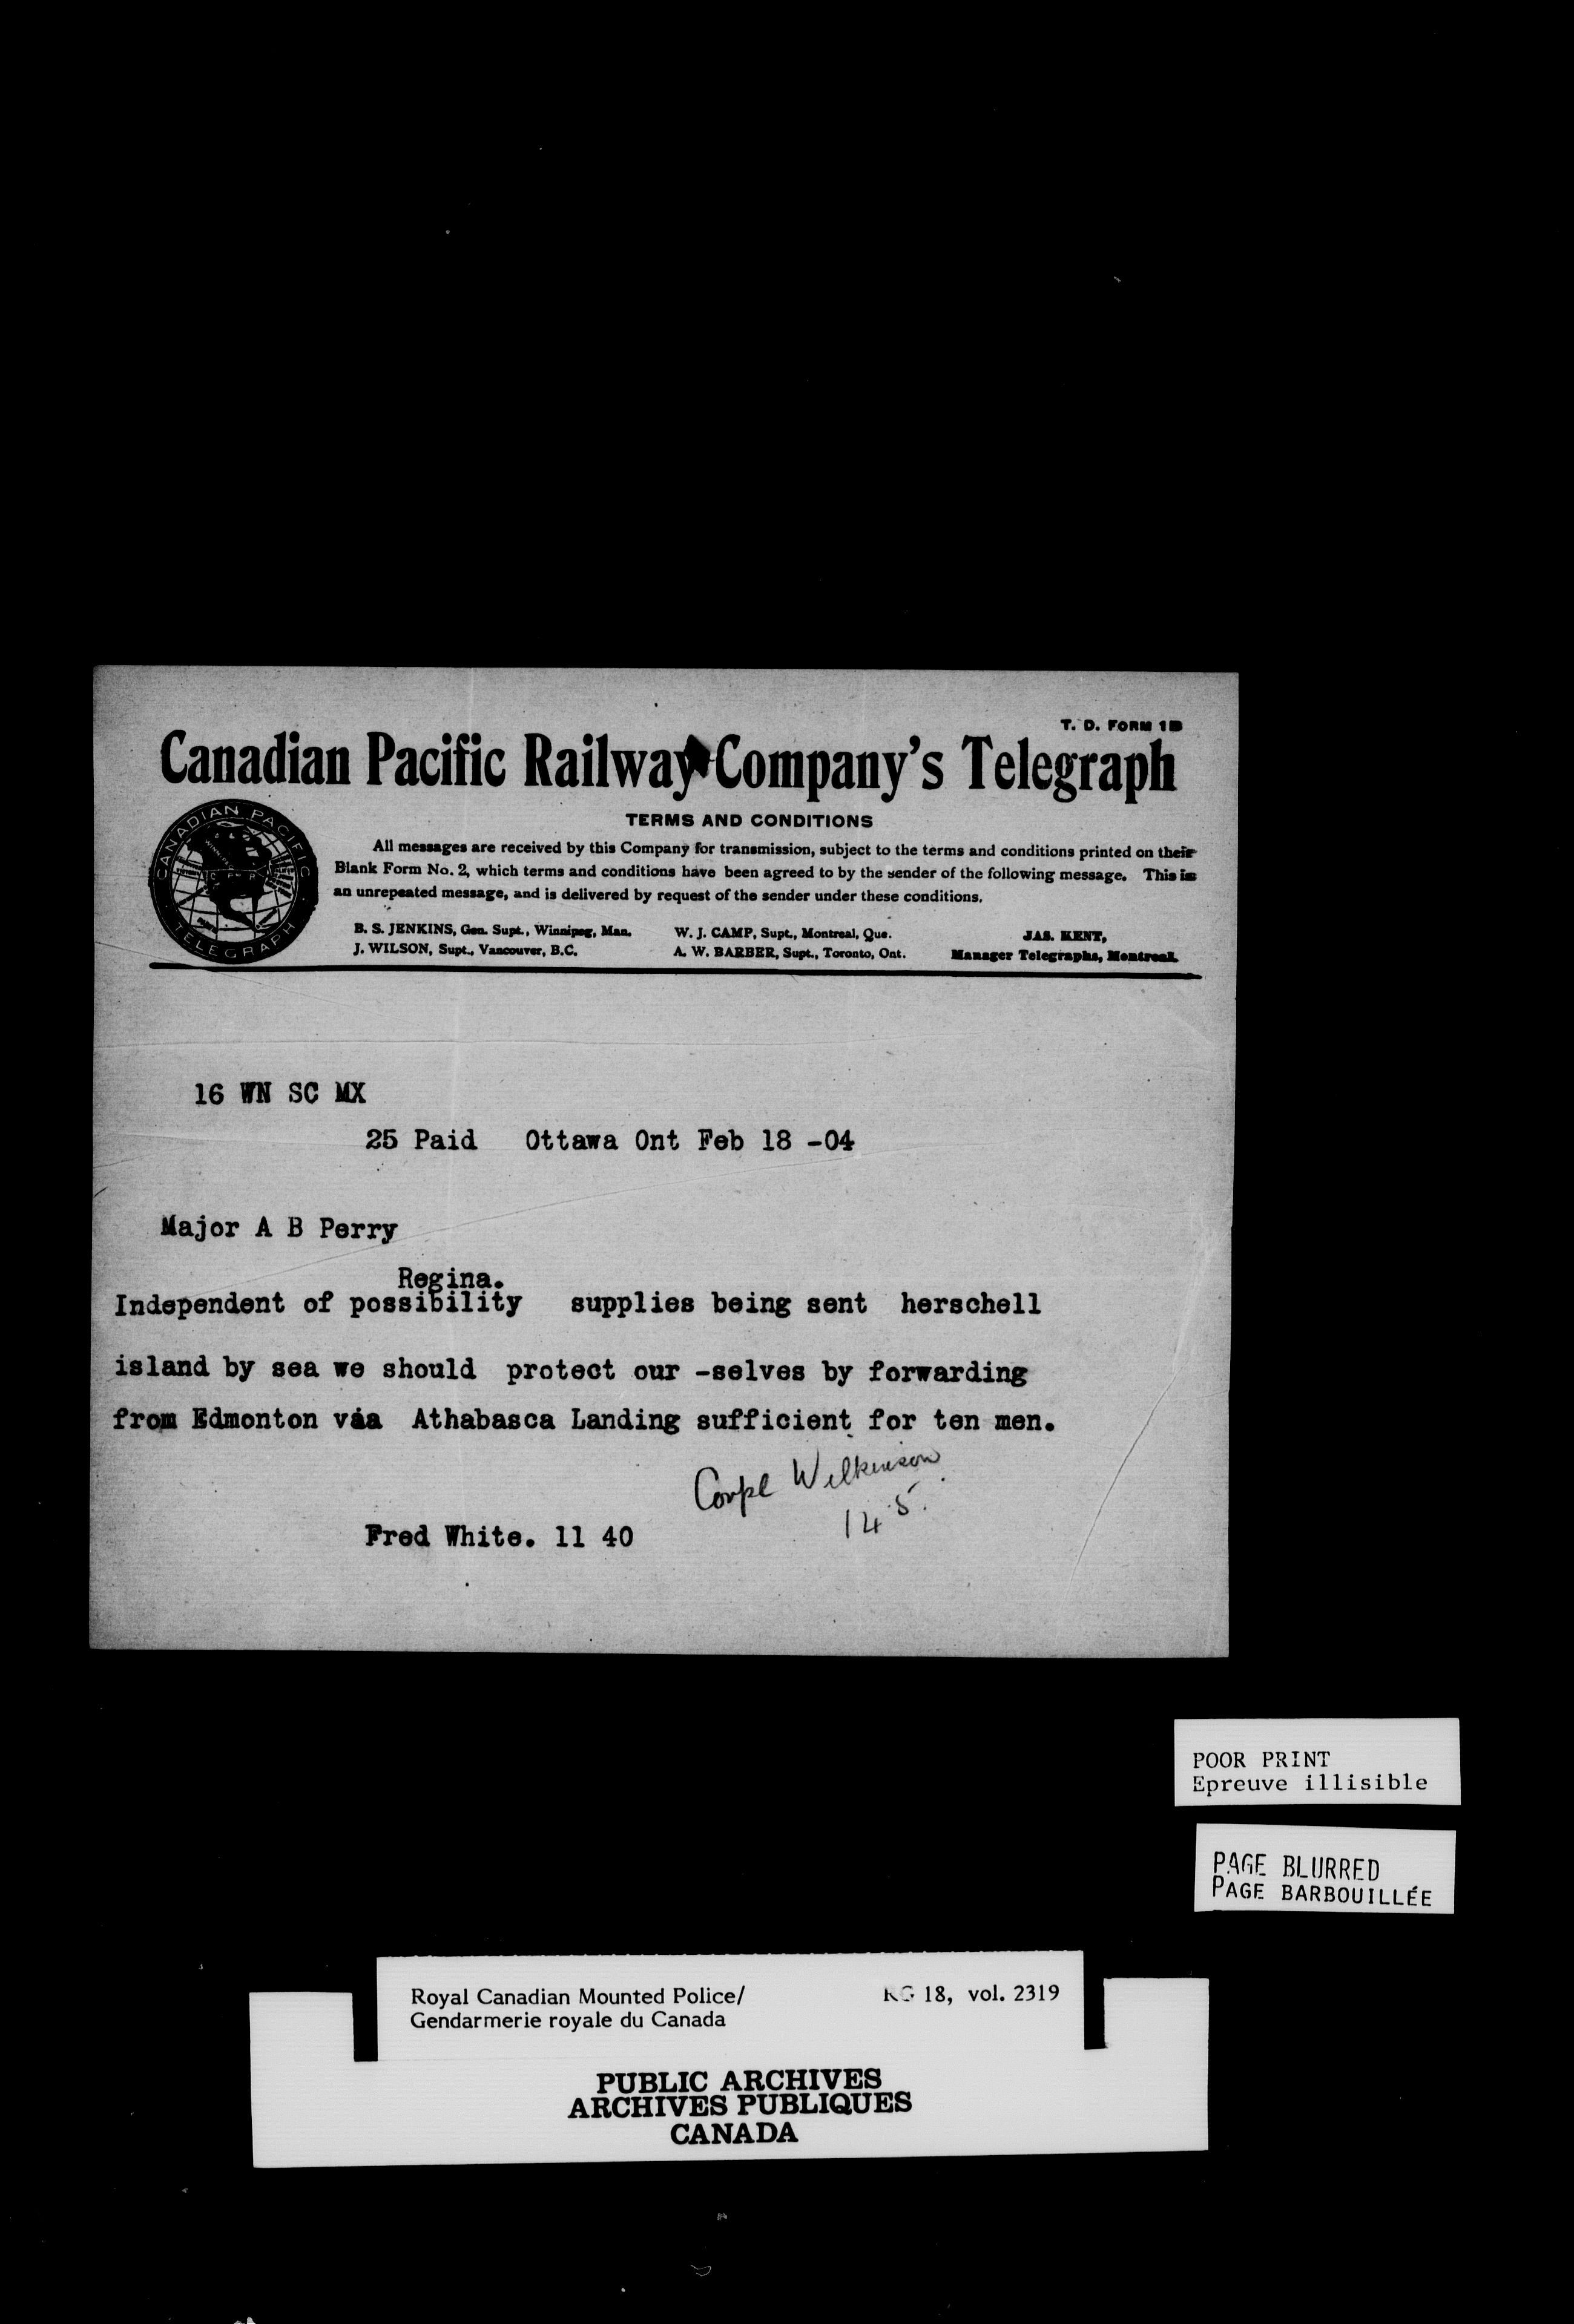 T. D. FORM 1B
Canadian Pacific Railway Company's Telegraph
CANADIAN PACIFIC
TELEGRAPH
TERMS AND CONDITIONS
All messages are received by this Company for transmission, subject to the terms and conditions printed on their
Blank Form No. 2, which terms and conditions have been agreed to by the sender of the following message. This is
an unrepeated message, and is delivered by request of the sender under these conditions.
B. S. JENKINS, Gen. Supt., Winnipeg, Man. W. J. CAMP, Supt., Montreal, Que. JAS. KENT,
J. WILSON, Supt., Vancouver, B.C. A. W. BARBER, Supt., Toronto, Ont. Manager Telegraphs, Montreal.
16 WN SC MX
25 Paid Ottawa Ont Feb 18 -04
Major A B Perry
Regina.
Independent of possibility supplies being sent herschell
island by sea we should protect our -selves by forwarding
from Edmonton via Athabasca Landing sufficient for ten men.
Corpl Wilkinson
145.
Fred White. 11 40
POOR PRINT
Epreuve illisible
PAGE BLURRED
PAGE BARBOUILLÉE
Royal Canadian Mounted Police/ RG 18, vol. 2319
Gendarmerie royale du Canada
PUBLIC ARCHIVES
ARCHIVES PUBLIQUES
CANADA